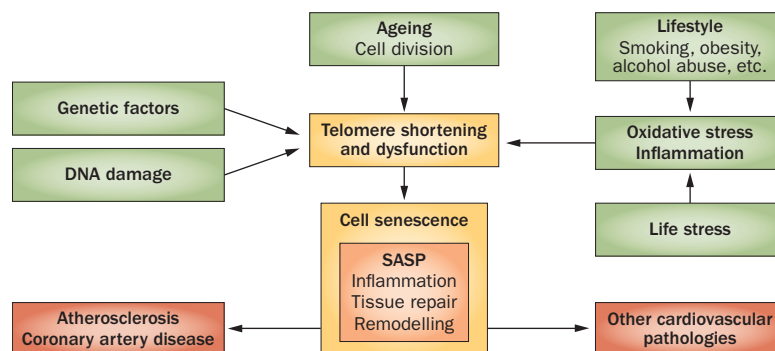 Ageing
Cell division
Lifestyle
Smoking, obesity,
alcohol abuse, etc.
Genetic factors
DNA damage
Telomere shortening
and dysfunction
Oxidative stress
Inflammation
Life stress
Cell senescence
SASP
Inflammation
Tissue repair
Remodelling
Atherosclerosis
Coronary artery disease
Other cardiovascular
pathologies